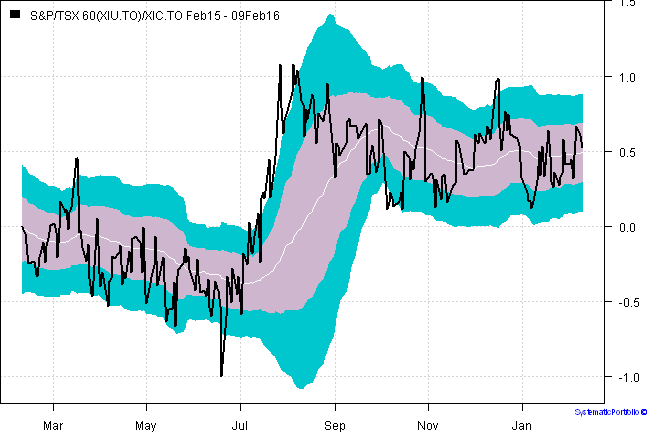 S&P/TSX 60(XIU.TO)/XIC.TO Feb15 - 09Feb16
1.5
1.0
0.5
0.0
-0.5
-1.0
Mar May Jul Sep Nov Jan
SystematicPortfolio ©